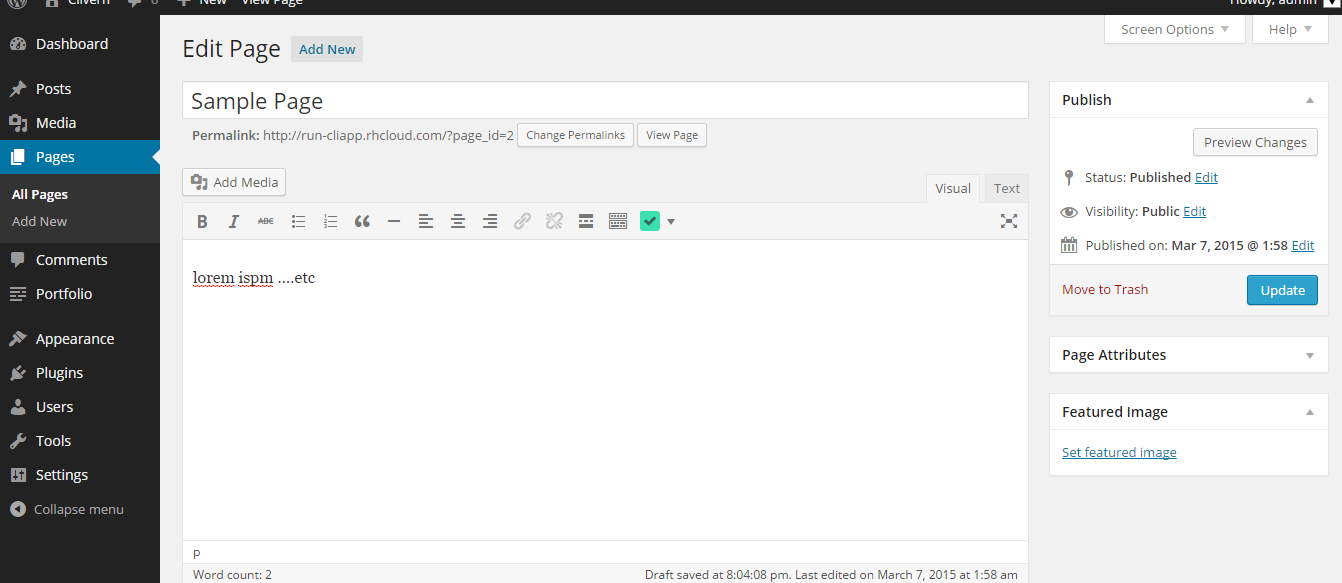 Clivern 0 New View Page Howdy, admin
Dashboard
Posts
Media
Pages
All Pages
Add New
Comments
Portfolio
Appearance
Plugins
Users
Tools
Settings
Collapse menu
Screen Options Help
Edit Page Add New
Sample Page
Permalink: http://run-cliapp.rhcloud.com/?page_id=2 Change Permalinks View Page
Add Media
Visual Text
B I ABC
lorem ispm ....etc
p
Word count: 2 Draft saved at 8:04:08 pm. Last edited on March 7, 2015 at 1:58 am
Publish
Preview Changes
Status: Published Edit
Visibility: Public Edit
Published on: Mar 7, 2015 @ 1:58 Edit
Move to Trash Update
Page Attributes
Featured Image
Set featured image